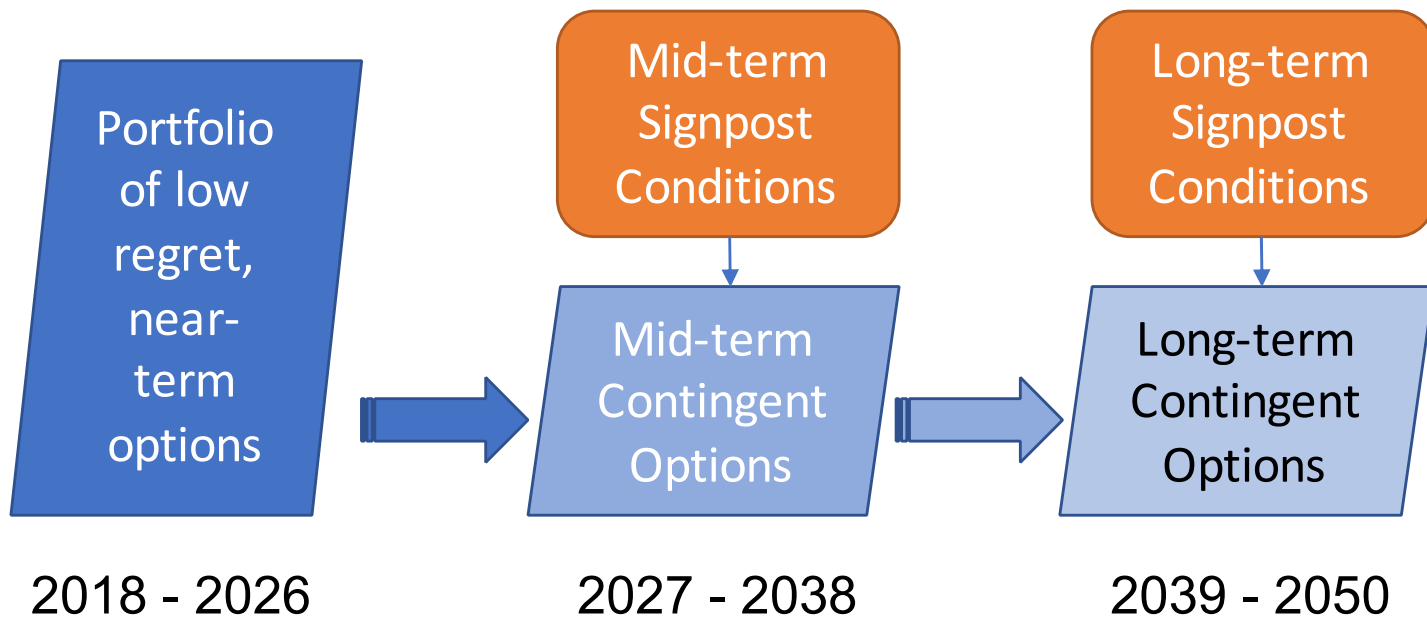 Portfolio
of low
regret,
near-
term
options
Mid-term
Signpost
Conditions
Mid-term
Contingent
Options
Long-term
Signpost
Conditions
Long-term
Contingent
Options
2018 - 2026
2027 - 2038
2039 - 2050